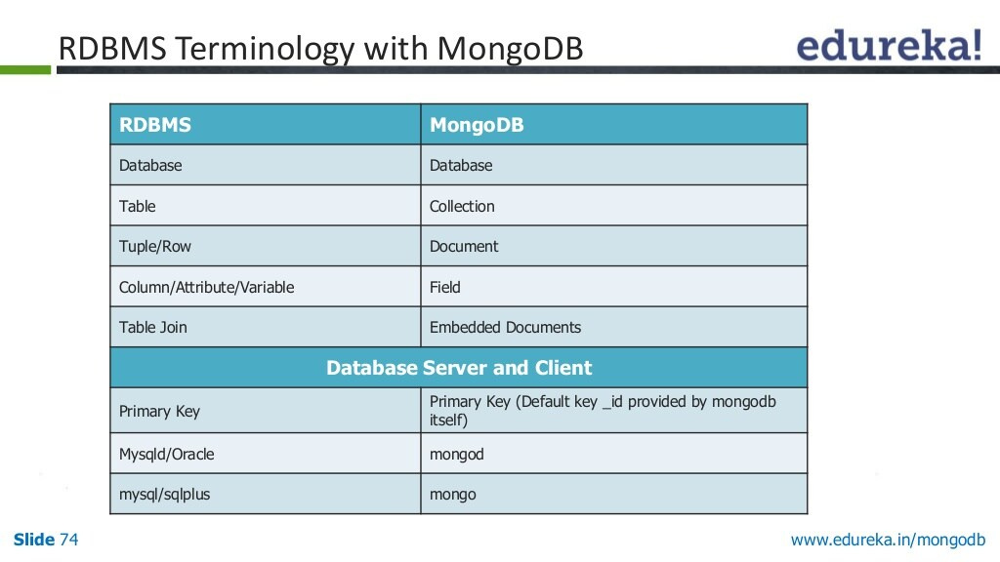 RDBMS Terminology with MongoDB
edureka!
RDBMS MongoDB
Database Database
Table Collection
Tuple/Row Document
Column/Attribute/Variable Field
Table Join Embedded Documents
Database Server and Client
Primary Key Primary Key (Default key _id provided by mongodb
itself)
Mysqld/Oracle mongod
mysql/sqlplus mongo
Slide 74
www.edureka.in/mongodb